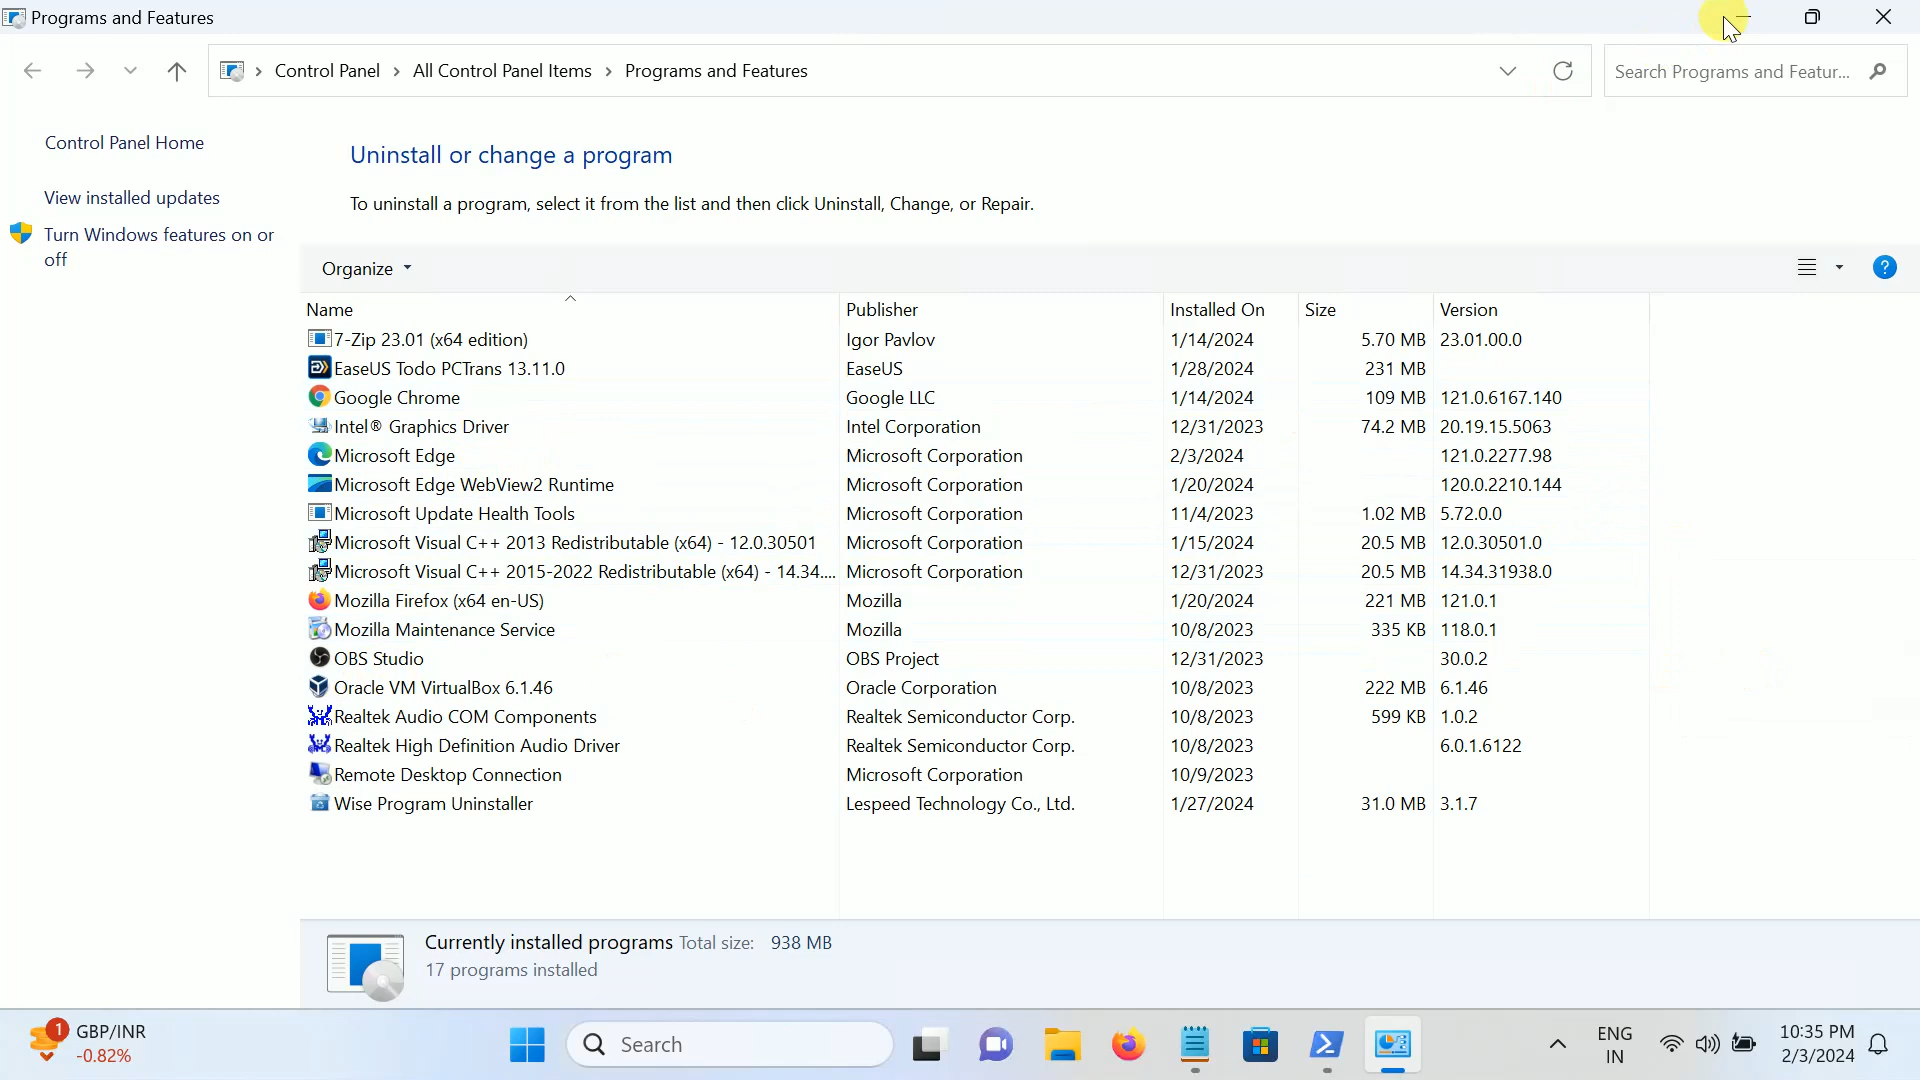 Programs and Features
Control Panel > All Control Panel Items > Programs and Features
Search Programs and Featur...
Control Panel Home
View installed updates
Turn Windows features on or
off
Uninstall or change a program
To uninstall a program, select it from the list and then click Uninstall, Change, or Repair.
Organize
Name Publisher Installed On Size Version
7-Zip 23.01 (x64 edition) Igor Pavlov 1/14/2024 5.70 MB 23.01.00.0
EaseUS Todo PCTrans 13.11.0 EaseUS 1/28/2024 231 MB
Google Chrome Google LLC 1/14/2024 109 MB 121.0.6167.140
Intel® Graphics Driver Intel Corporation 12/31/2023 74.2 MB 20.19.15.5063
Microsoft Edge Microsoft Corporation 2/3/2024 121.0.2277.98
Microsoft Edge WebView2 Runtime Microsoft Corporation 1/20/2024 120.0.2210.144
Microsoft Update Health Tools Microsoft Corporation 11/4/2023 1.02 MB 5.72.0.0
Microsoft Visual C++ 2013 Redistributable (x64) - 12.0.30501 Microsoft Corporation 1/15/2024 20.5 MB 12.0.30501.0
Microsoft Visual C++ 2015-2022 Redistributable (x64) - 14.34.... Microsoft Corporation 12/31/2023 20.5 MB 14.34.31938.0
Mozilla Firefox (x64 en-US) Mozilla 1/20/2024 221 MB 121.0.1
Mozilla Maintenance Service Mozilla 10/8/2023 335 KB 118.0.1
OBS Studio OBS Project 12/31/2023 30.0.2
Oracle VM VirtualBox 6.1.46 Oracle Corporation 10/8/2023 222 MB 6.1.46
Realtek Audio COM Components Realtek Semiconductor Corp. 10/8/2023 599 KB 1.0.2
Realtek High Definition Audio Driver Realtek Semiconductor Corp. 10/8/2023 6.0.1.6122
Remote Desktop Connection Microsoft Corporation 10/9/2023
Wise Program Uninstaller Lespeed Technology Co., Ltd. 1/27/2024 31.0 MB 3.1.7
Currently installed programs Total size: 938 MB
17 programs installed
1 GBP/INR
-0.82%
Search
ENG
IN
10:35 PM
2/3/2024